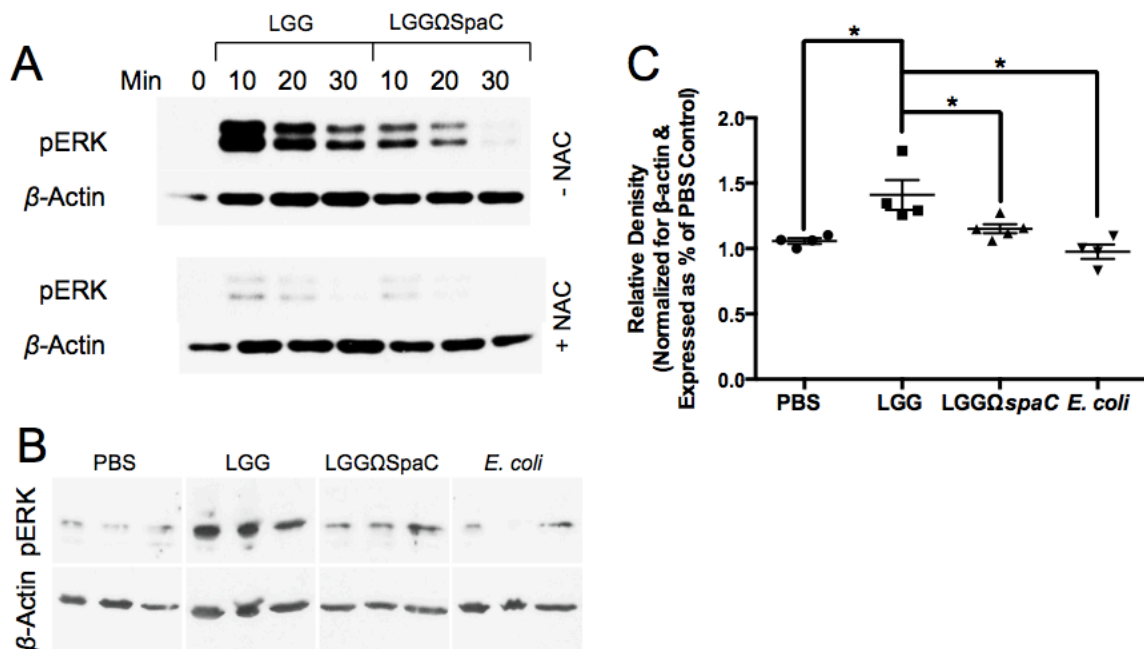 A
LGG LGGΩSpaC
Min 0 10 20 30 10 20 30
pERK
β-Actin
- NAC
pERK
β-Actin
+ NAC
B
PBS LGG LGGΩSpaC E. coli
pERK
β-Actin
C
* * *
Relative Denisity
(Normalized for β-actin &
Expressed as % of PBS Control)
2.0
1.5
1.0
0.5
0.0
PBS LGG LGGΩspaC E. coli